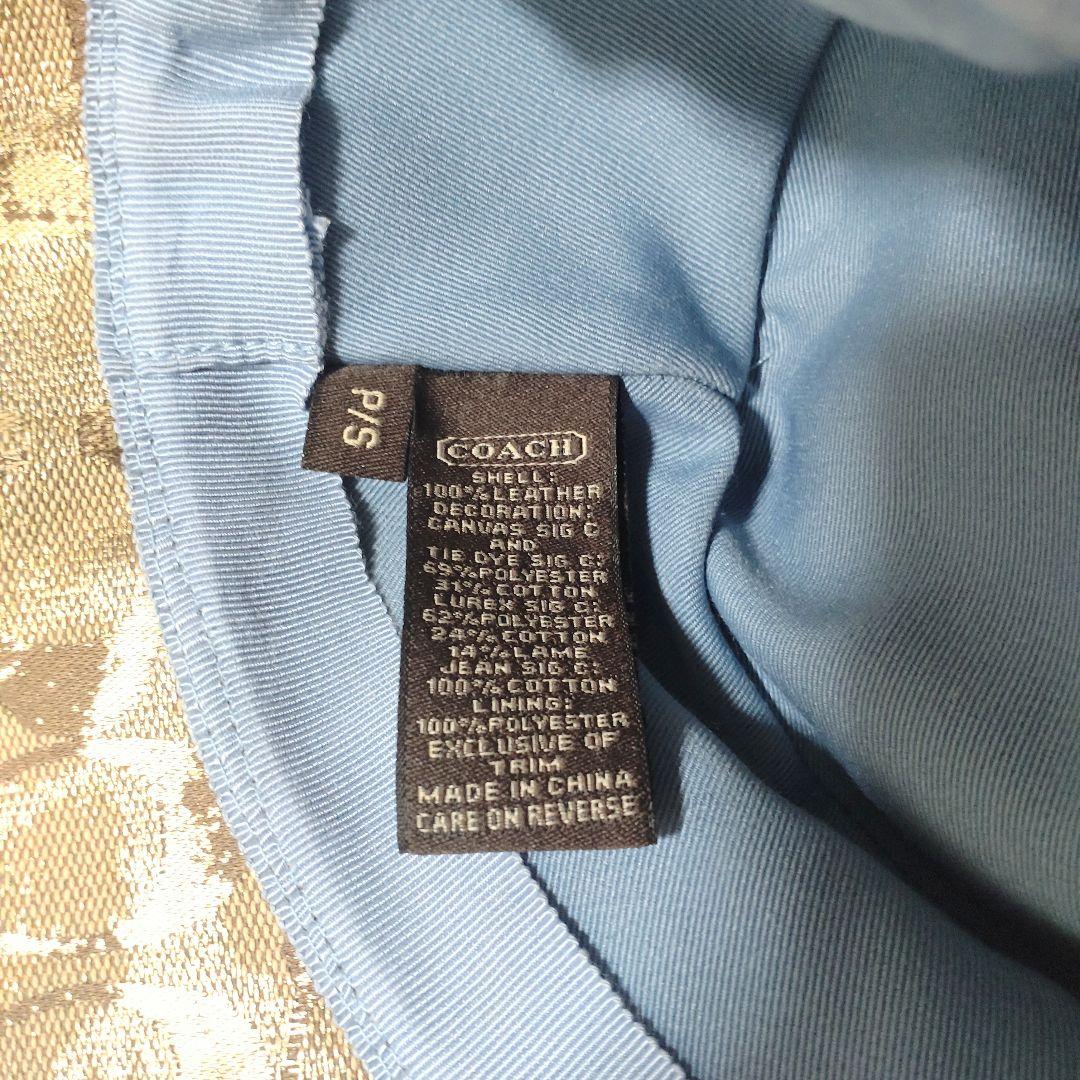 P/S
COACH
SHELL:
100%LEATHER
DECORATION:
CANVAS SIG C
AND
TIE DYE SIG C:
69%POLYESTER
31%COTTON
LUREX SIG C:
62%POLYESTER
24%COTTON
14%LAME
JEAN SIG C:
100%COTTON
LINING:
100%POLYESTER
EXCLUSIVE OF
TRIM
MADE IN CHINA
CARE ON REVERSE